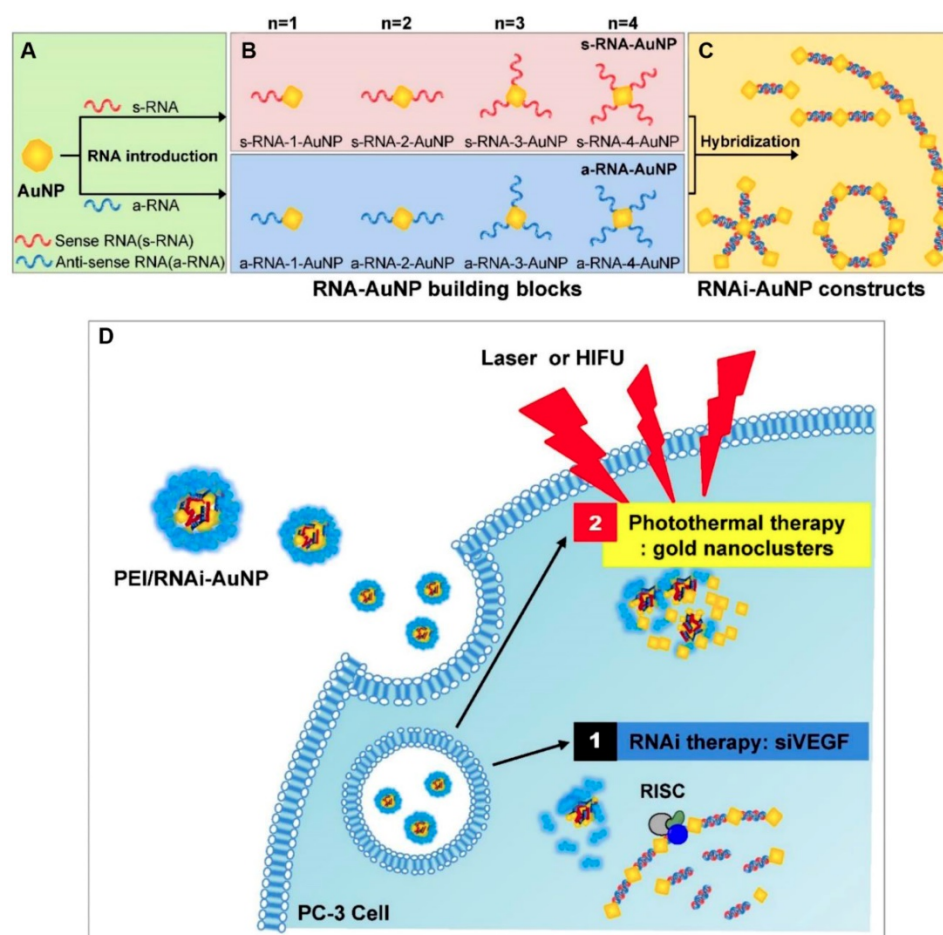 n=1 n=2 n=3 n=4
A
s-RNA
RNA introduction
AuNP
a-RNA
Sense RNA(s-RNA)
Anti-sense RNA(a-RNA)
B
s-RNA-AuNP
s-RNA-1-AuNP s-RNA-2-AuNP s-RNA-3-AuNP s-RNA-4-AuNP
a-RNA-AuNP
a-RNA-1-AuNP a-RNA-2-AuNP a-RNA-3-AuNP a-RNA-4-AuNP
RNA-AuNP building blocks
C
Hybridization
RNAi-AuNP constructs
D
Laser or HIFU
PEI/RNAi-AuNP
2 Photothermal therapy
: gold nanoclusters
1 RNAi therapy: siVEGF
RISC
PC-3 Cell